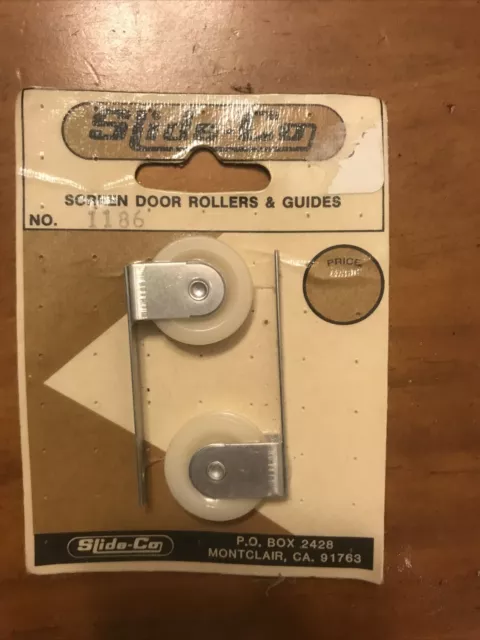 Slide-Co
SCREEN DOOR ROLLERS & GUIDES
NO. 1186
PRICE
Slide-Co
P.O. BOX 2428
MONTCLAIR, CA. 91763